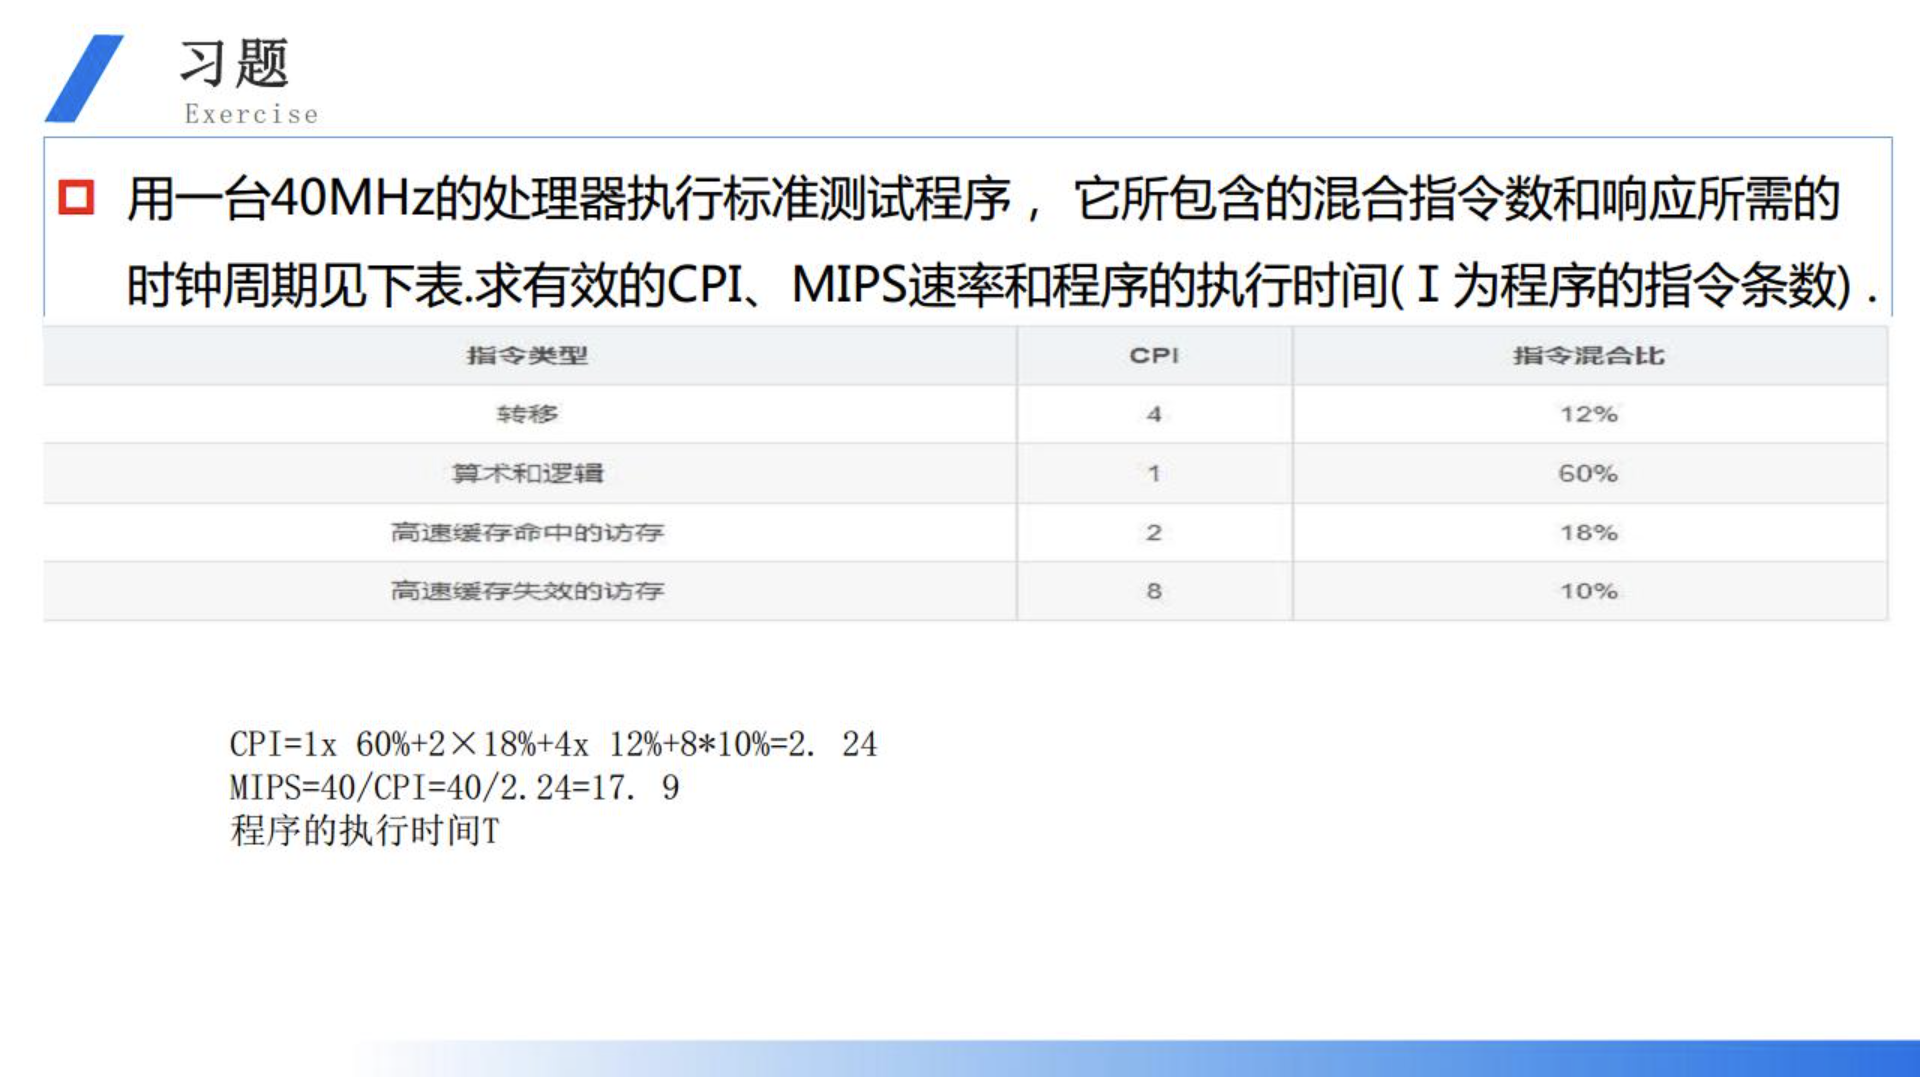 习题
Exercise
用一台40MHz的处理器执行标准测试程序，它所包含的混合指令数和响应所需的
时钟周期见下表.求有效的CPI、MIPS速率和程序的执行时间(Ⅰ为程序的指令条数).
指令类型 CPI 指令混合比
转移 4 12%
算术和逻辑 1 60%
高速缓存命中的访存 2 18%
高速缓存失效的访存 8 10%
CPI=1x 60%+2×18%+4x 12%+8*10%=2. 24
MIPS=40/CPI=40/2.24=17. 9
程序的执行时间T